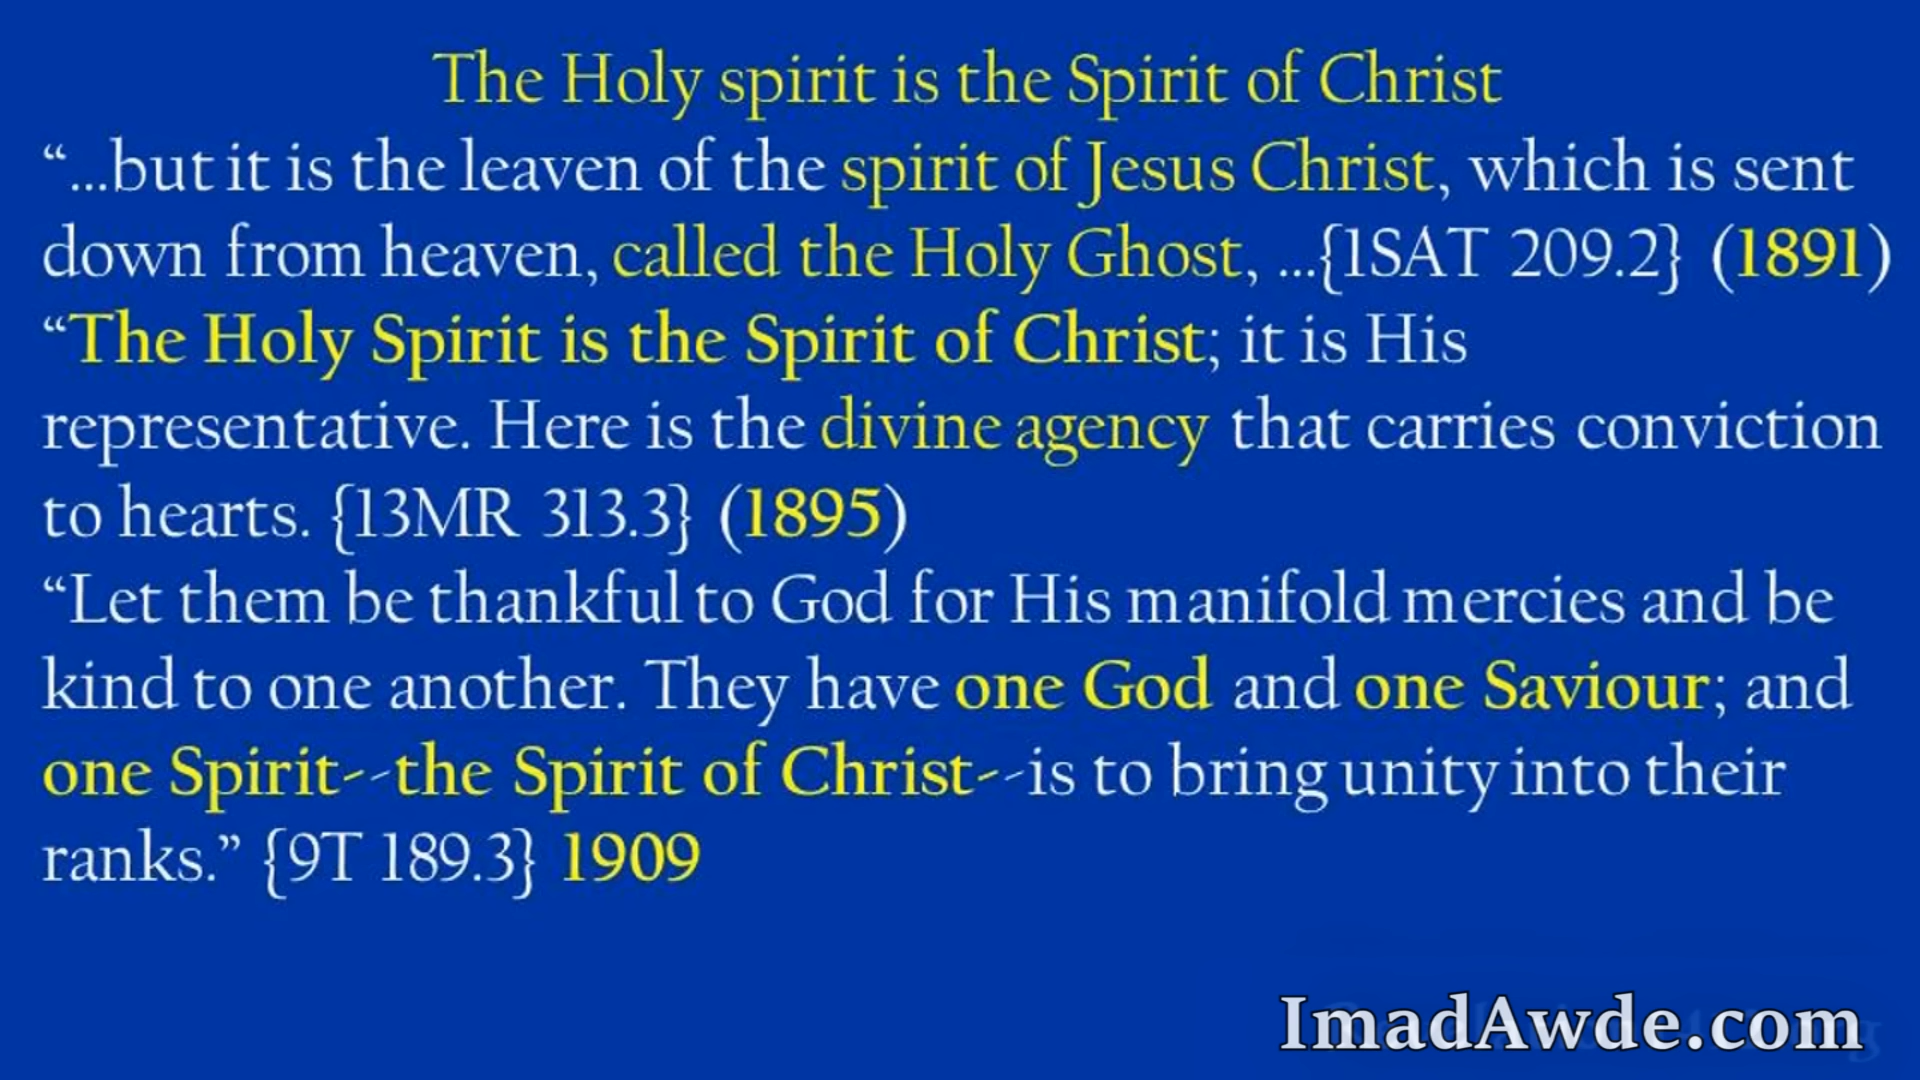 The Holy spirit is the Spirit of Christ
“...but it is the leaven of the spirit of Jesus Christ, which is sent
down from heaven, called the Holy Ghost, ...{1SAT 209.2} (1891)
“The Holy Spirit is the Spirit of Christ; it is His
representative. Here is the divine agency that carries conviction
to hearts. {13MR 313.3} (1895)
“Let them be thankful to God for His manifold mercies and be
kind to one another. They have one God and one Saviour; and
one Spirit--the Spirit of Christ--is to bring unity into their
ranks.” {9T 189.3} 1909
ImadAwde.com